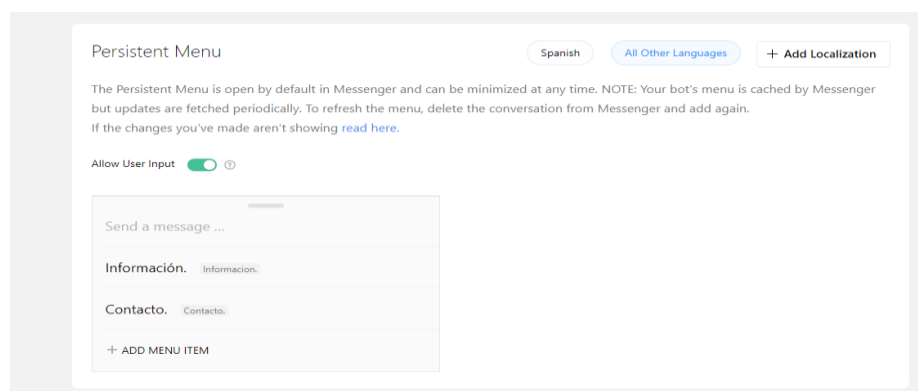 Persistent Menu
Spanish
All Other Languages
+ Add Localization
The Persistent Menu is open by default in Messenger and can be minimized at any time. NOTE: Your bot's menu is cached by Messenger
but updates are fetched periodically. To refresh the menu, delete the conversation from Messenger and add again.
If the changes you've made aren't showing read here.
Allow User Input ?
Send a message ...
Información. Informacion.
Contacto. Contacto.
+ ADD MENU ITEM